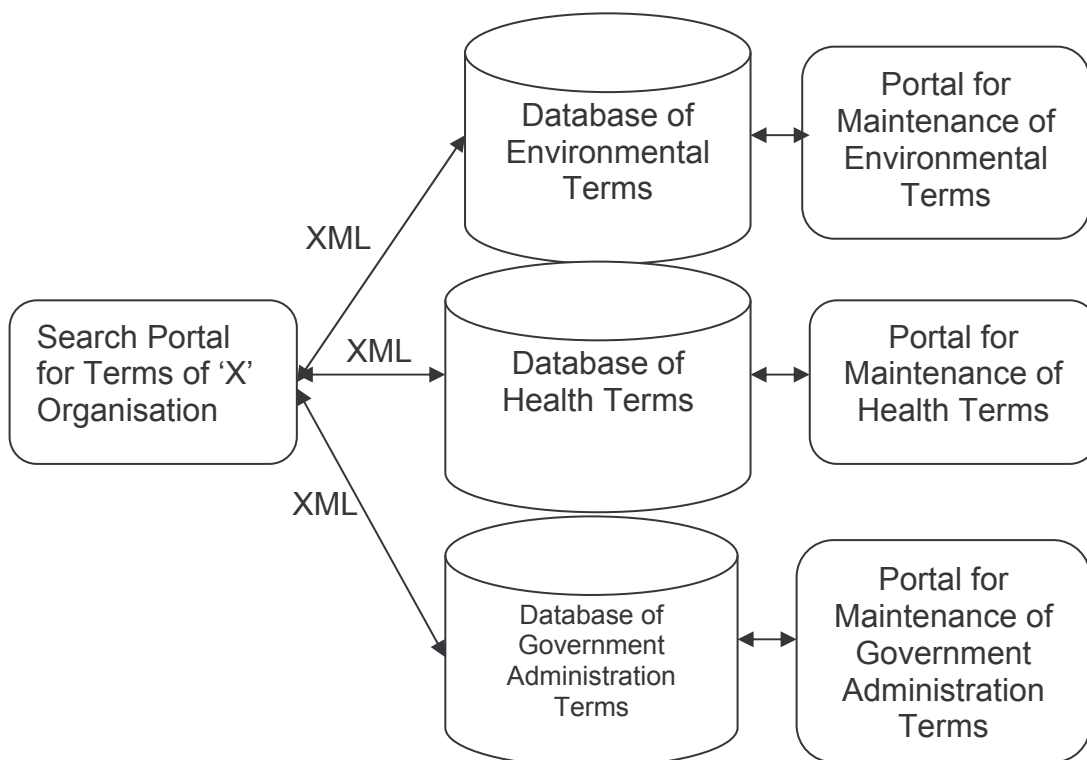 Search Portal
for Terms of ‘X’
Organisation
XML
XML
XML
Database of
Environmental
Terms
Portal for
Maintenance of
Environmental
Terms
Database of
Health Terms
Portal for
Maintenance of
Health Terms
Database of
Government
Administration
Terms
Portal for
Maintenance of
Government
Administration
Terms